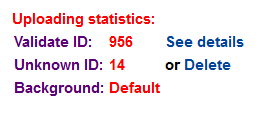 Uploading statistics:
Validate ID: 956 See details
Unknown ID: 14 or Delete
Background: Default